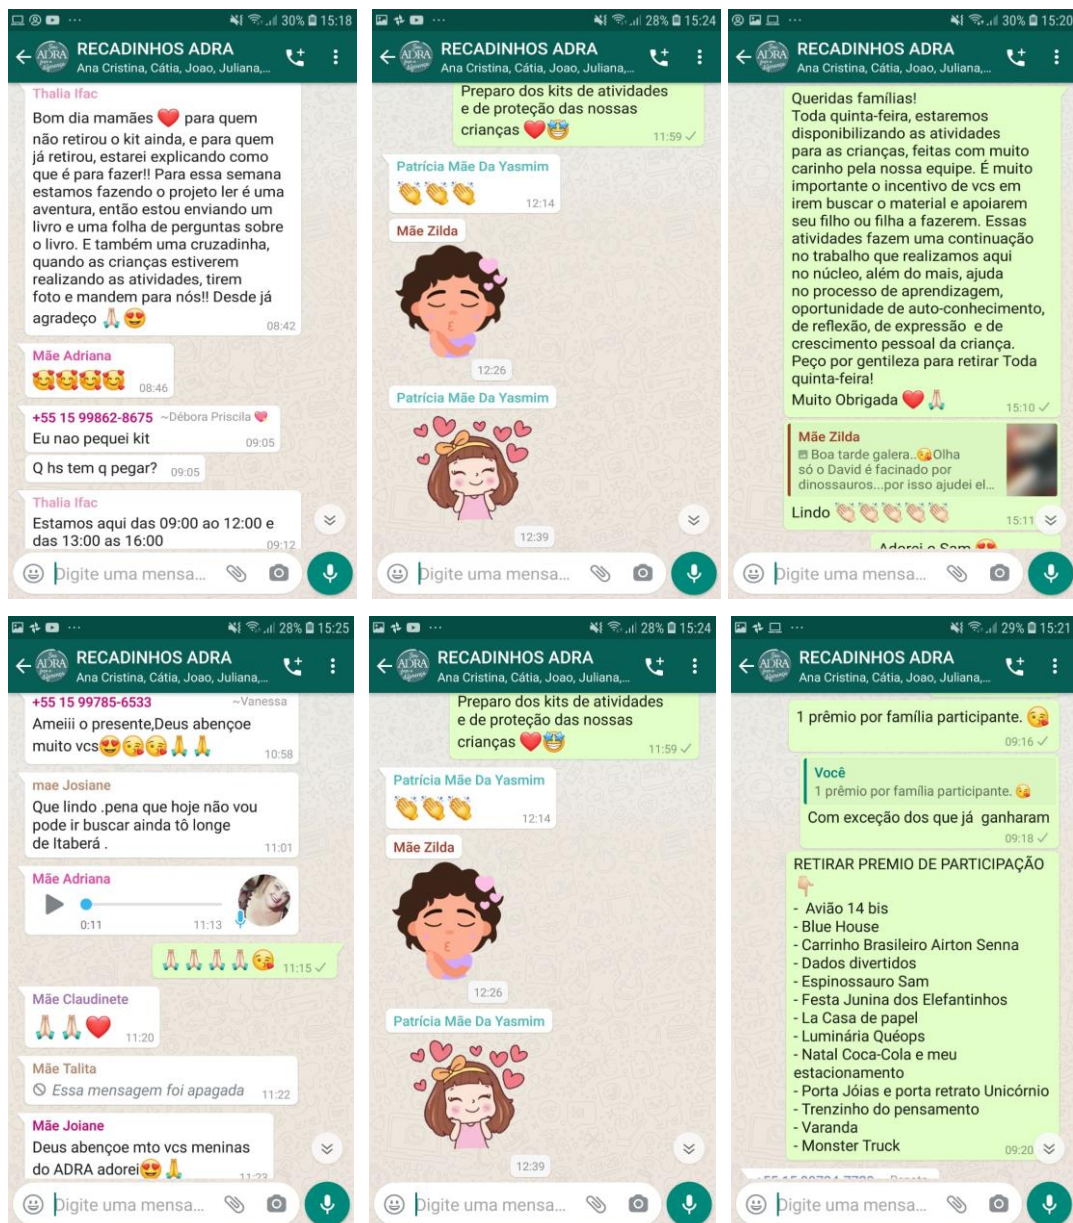 30% 15:18
RECADINHOS ADRA
Ana Cristina, Cátia, Joao, Juliana,...
Thalia Ifac
Bom dia mamães ❤️ para quem
não retirou o kit ainda, e para quem
já retirou, estarei explicando como
que é para fazer!! Para essa semana
estamos fazendo o projeto ler é uma
aventura, então estou enviando um
livro e uma folha de perguntas sobre
o livro. E também uma cruzadinha,
quando as crianças estiverem
realizando as atividades, tirem
foto e mandem para nós!! Desde já
agradeço 🙏🏻😍
08:42
Mãe Adriana
🥰🥰🥰🥰 08:46
+55 15 99862-8675 ~Débora Priscila 💖
Eu nao pequei kit 09:05
Q hs tem q pegar? 09:05
Thalia Ifac
Estamos aqui das 09:00 ao 12:00 e
das 13:00 as 16:00 09:12
Digite uma mensa...
28% 15:24
RECADINHOS ADRA
Ana Cristina, Cátia, Joao, Juliana,...
Preparo dos kits de atividades
e de proteção das nossas
crianças ❤️🤩 11:59
Patrícia Mãe Da Yasmim
👏👏👏 12:14
Mãe Zilda
12:26
Patrícia Mãe Da Yasmim
12:39
Digite uma mensa...
30% 15:20
RECADINHOS ADRA
Ana Cristina, Cátia, Joao, Juliana,...
Queridas famílias!
Toda quinta-feira, estaremos
disponibilizando as atividades
para as crianças, feitas com muito
carinho pela nossa equipe. É muito
importante o incentivo de vcs em
irem buscar o material e apoiarem
seu filho ou filha a fazerem. Essas
atividades fazem uma continuação
no trabalho que realizamos aqui
no núcleo, além do mais, ajuda
no processo de aprendizagem,
oportunidade de auto-conhecimento,
de reflexão, de expressão e de
crescimento pessoal da criança.
Peço por gentileza para retirar Toda
quinta-feira!
Muito Obrigada ❤️🙏🏻 15:10
Mãe Zilda
Boa tarde galera..😘Olha
só o David é facinado por
dinossauros...por isso ajudei el...
Lindo 👏🏻👏🏻👏🏻👏🏻👏🏻 15:11
Adorei o Sam 😍
Digite uma mensa...
28% 15:25
RECADINHOS ADRA
Ana Cristina, Cátia, Joao, Juliana,...
+55 15 99785-6533 ~Vanessa
Ameiii o presente,Deus abençoe
muito vcs😍😘😘🙏🙏 10:58
mae Josiane
Que lindo .pena que hoje não vou
pode ir buscar ainda tô longe
de Itaberá . 11:01
Mãe Adriana
0:11 11:13
🙏🏻🙏🏻🙏🏻🙏🏻😘 11:15
Mãe Claudinete
🙏🏻🙏🏻❤️ 11:20
Mãe Talita
Essa mensagem foi apagada 11:22
Mãe Joiane
Deus abençoe mto vcs meninas
do ADRA adorei😍🙏 11:23
Digite uma mensa...
28% 15:24
RECADINHOS ADRA
Ana Cristina, Cátia, Joao, Juliana,...
Preparo dos kits de atividades
e de proteção das nossas
crianças ❤️🤩 11:59
Patrícia Mãe Da Yasmim
👏👏👏 12:14
Mãe Zilda
12:26
Patrícia Mãe Da Yasmim
12:39
Digite uma mensa...
29% 15:21
RECADINHOS ADRA
Ana Cristina, Cátia, Joao, Juliana,...
1 prêmio por família participante. 😘
09:16
Você
1 prêmio por família participante. 😘
Com exceção dos que já ganharam
09:18
RETIRAR PREMIO DE PARTICIPAÇÃO
👇🏻
- Avião 14 bis
- Blue House
- Carrinho Brasileiro Airton Senna
- Dados divertidos
- Espinossauro Sam
- Festa Junina dos Elefantinhos
- La Casa de papel
- Luminária Quéops
- Natal Coca-Cola e meu
estacionamento
- Porta Jóias e porta retrato Unicórnio
- Trenzinho do pensamento
- Varanda
- Monster Truck 09:20
Digite uma mensa...